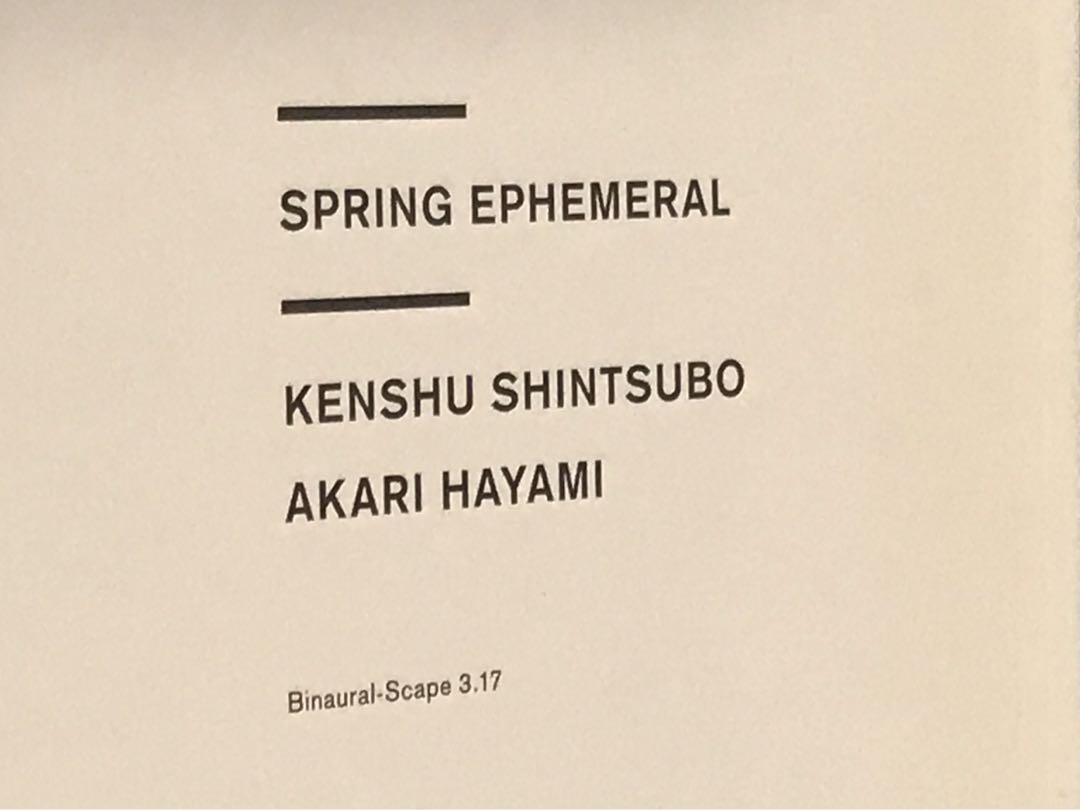 SPRING EPHEMERAL
KENSHU SHINTSUBO
AKARI HAYAMI
Binaural-Scape 3.17